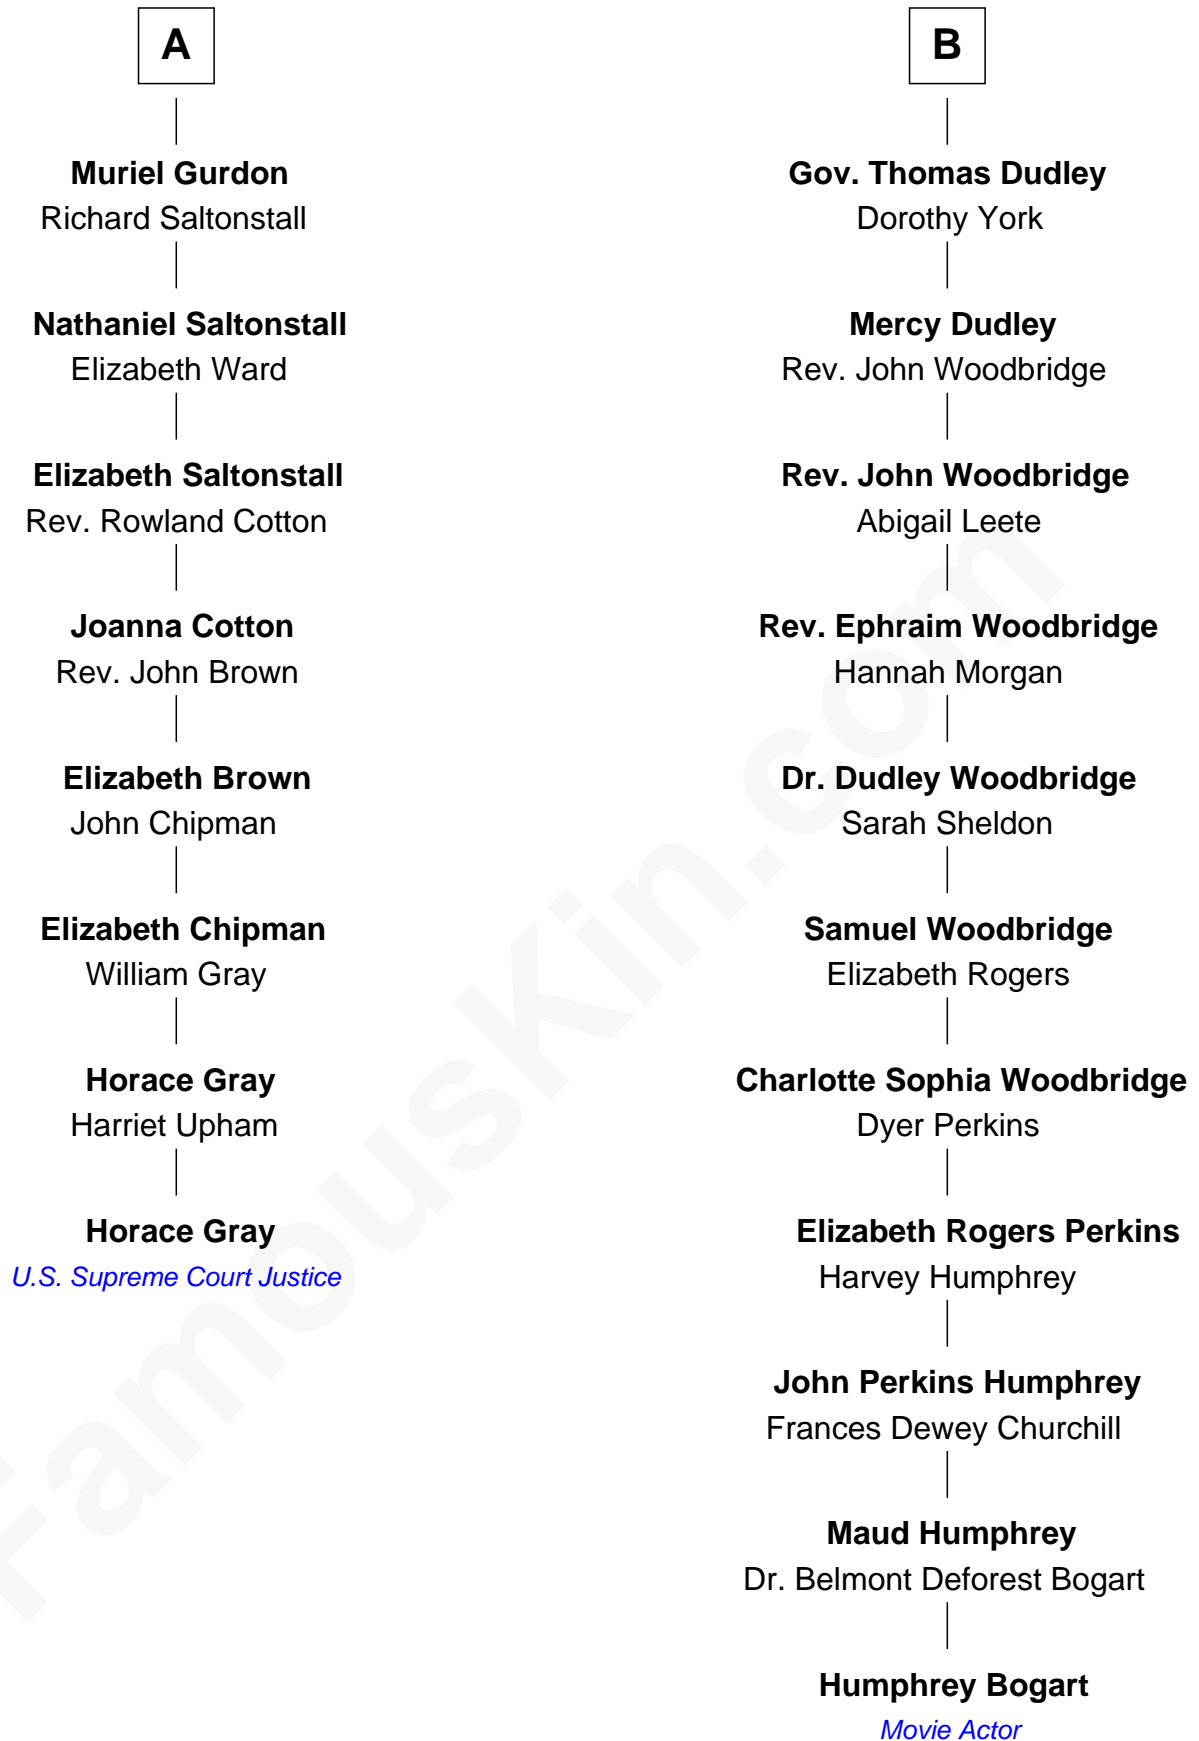 A
Muriel Gurdon
Richard Saltonstall
Nathaniel Saltonstall
Elizabeth Ward
Elizabeth Saltonstall
Rev. Rowland Cotton
Joanna Cotton
Rev. John Brown
Elizabeth Brown
John Chipman
Elizabeth Chipman
William Gray
Horace Gray
Harriet Upham
Horace Gray
U.S. Supreme Court Justice
B
Gov. Thomas Dudley
Dorothy York
Mercy Dudley
Rev. John Woodbridge
Rev. John Woodbridge
Abigail Leete
Rev. Ephraim Woodbridge
Hannah Morgan
Dr. Dudley Woodbridge
Sarah Sheldon
Samuel Woodbridge
Elizabeth Rogers
Charlotte Sophia Woodbridge
Dyer Perkins
Elizabeth Rogers Perkins
Harvey Humphrey
John Perkins Humphrey
Frances Dewey Churchill
Maud Humphrey
Dr. Belmont Deforest Bogart
Humphrey Bogart
Movie Actor
FamousKin.com